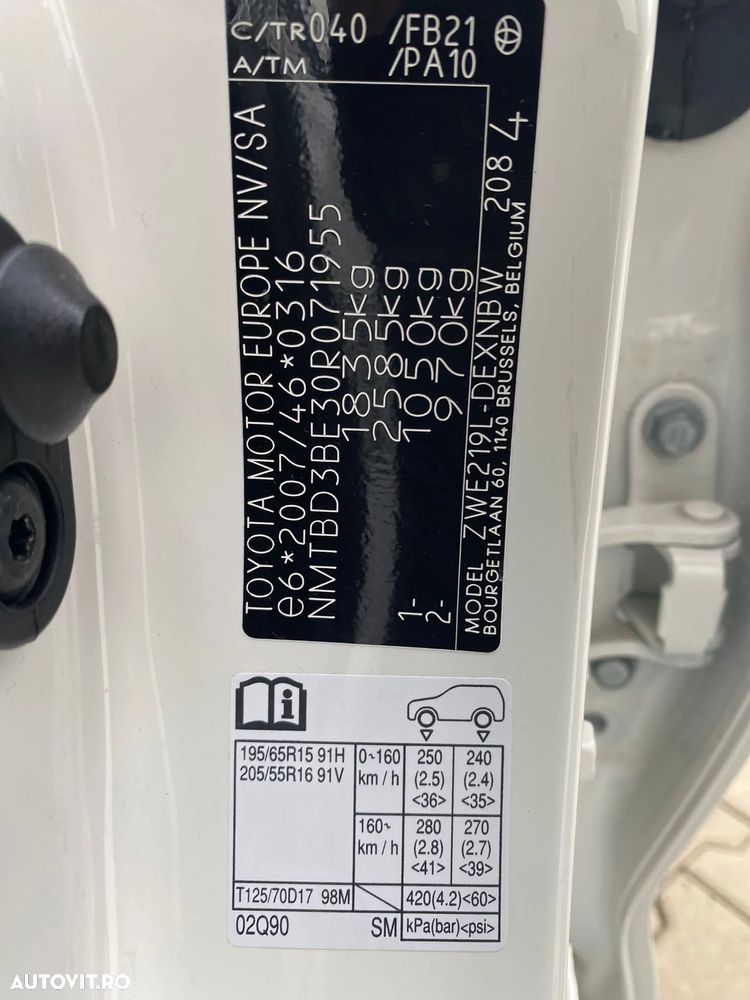 C/TR 040 /FB21
A/TM /PA10
TOYOTA MOTOR EUROPE NV/SA
e6*2007/46*0316
NMTBD3BE30R071955
1835kg
2585kg
1- 1050kg
2- 970kg
MODEL ZWE219L-DEXNBW 208 4
BOURGETLAAN 60, 1140 BRUSSELS, BELGIUM
i
195/65R15 91H 0~160 250 240
205/55R16 91V km/h (2.5) (2.4)
<36> <35>
160~ 280 270
km/h (2.8) (2.7)
<41> <39>
T125/70D17 98M 420(4.2)<60>
02Q90 SM kPa(bar)<psi>
AUTOVIT.RO